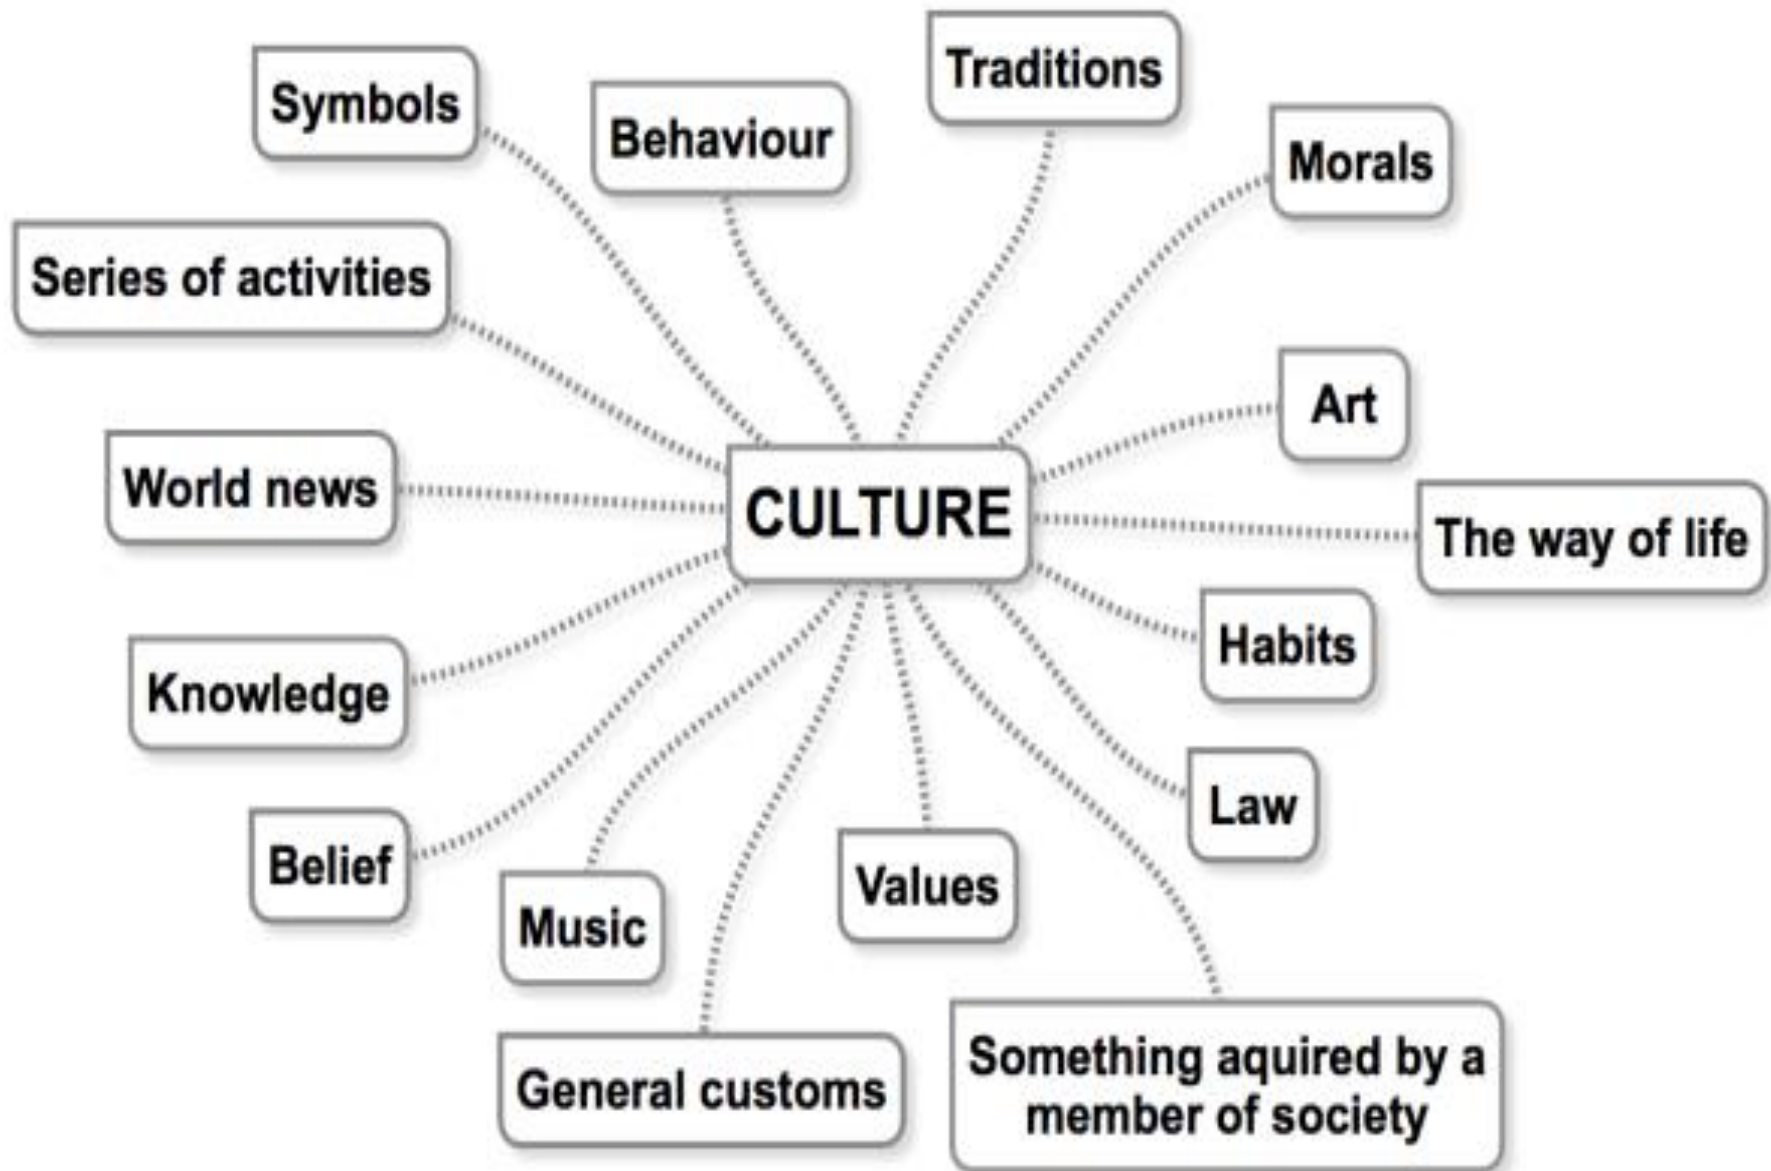 Traditions
Symbols
Behaviour
Morals
Series of activities
Art
World news
CULTURE
The way of life
Habits
Knowledge
Law
Belief
Values
Music
Something aquired by a
member of society
General customs